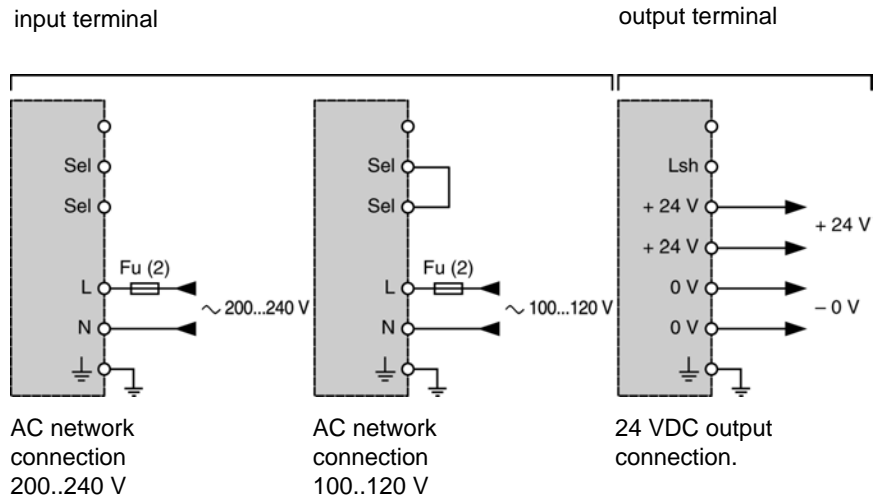 input terminal
output terminal
Sel
Sel
Fu (2)
L
N
∼ 200...240 V
Sel
Sel
Fu (2)
L
N
∼ 100...120 V
Lsh
+ 24 V
+ 24 V
+ 24 V
0 V
0 V
– 0 V
AC network
connection
200..240 V
AC network
connection
100..120 V
24 VDC output
connection.